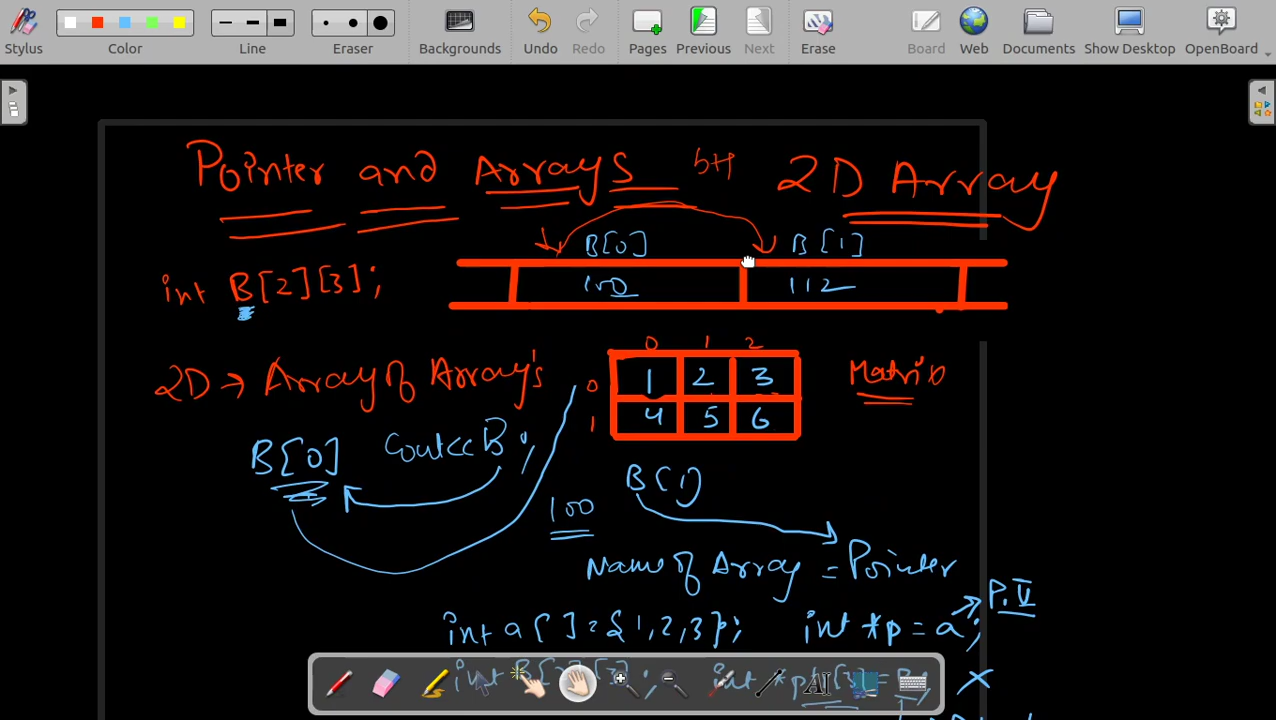 Stylus Color Line Eraser Backgrounds Undo Redo Pages Previous Next Erase Board Web Documents Show Desktop OpenBoard
Pointer and Arrays 2D Array
B[0] B[1]
int B[2][3];
100 112
0 1 2
2D → Array of Array's
0 1 2 3 Matrix
1 4 5 6
B[0] Cout<<B;
B(1)
100
Name of Array = Pointer
P.V
int a[]={1,2,3}; int *p = a;
AI